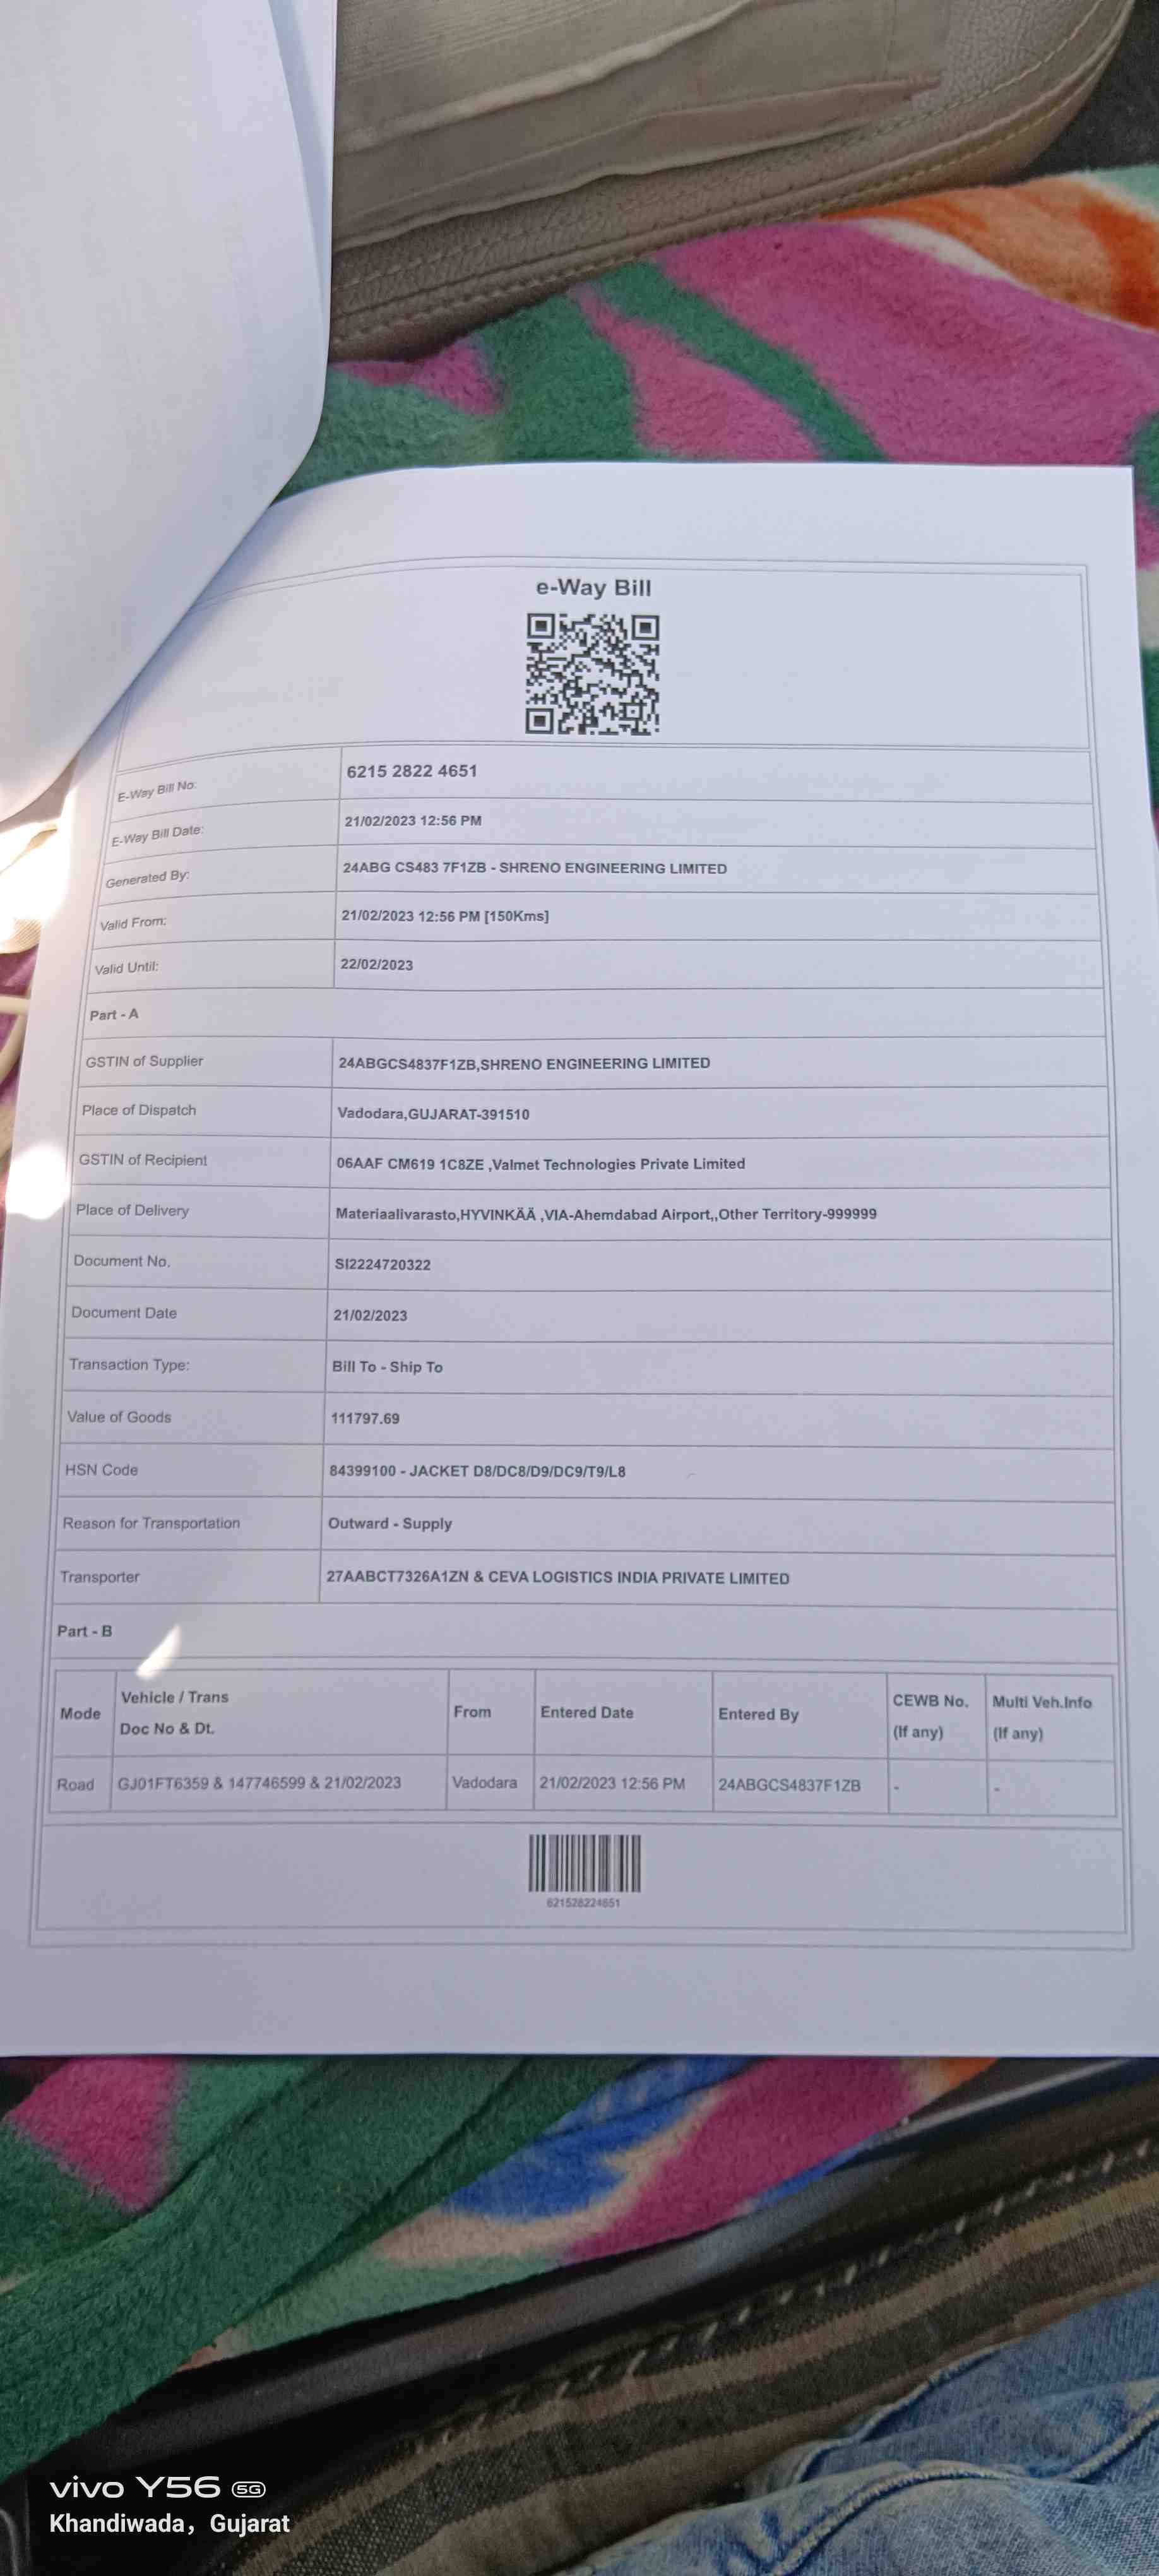 e-Way Bill
E-Way Bill No: 6215 2822 4651
E-Way Bill Date: 21/02/2023 12:56 PM
Generated By: 24ABG CS483 7F1ZB - SHRENO ENGINEERING LIMITED
Valid From: 21/02/2023 12:56 PM [150Kms]
Valid Until: 22/02/2023
Part - A
GSTIN of Supplier 24ABGCS4837F1ZB,SHRENO ENGINEERING LIMITED
Place of Dispatch Vadodara,GUJARAT-391510
GSTIN of Recipient 06AAF CM619 1C8ZE ,Valmet Technologies Private Limited
Place of Delivery Materiaalivarasto,HYVINKÄÄ ,VIA-Ahemdabad Airport,,Other Territory-999999
Document No. SI2224720322
Document Date 21/02/2023
Transaction Type: Bill To - Ship To
Value of Goods 111797.69
HSN Code 84399100 - JACKET D8/DC8/D9/DC9/T9/L8
Reason for Transportation Outward - Supply
Transporter 27AABCT7326A1ZN & CEVA LOGISTICS INDIA PRIVATE LIMITED
Part - B
Mode Vehicle / Trans Doc No & Dt. From Entered Date Entered By CEWB No. (If any) Multi Veh.Info (If any)
Road GJ01FT6359 & 147746599 & 21/02/2023 Vadodara 21/02/2023 12:56 PM 24ABGCS4837F1ZB - -
621528224651
vivo Y56 5G
Khandiwada, Gujarat